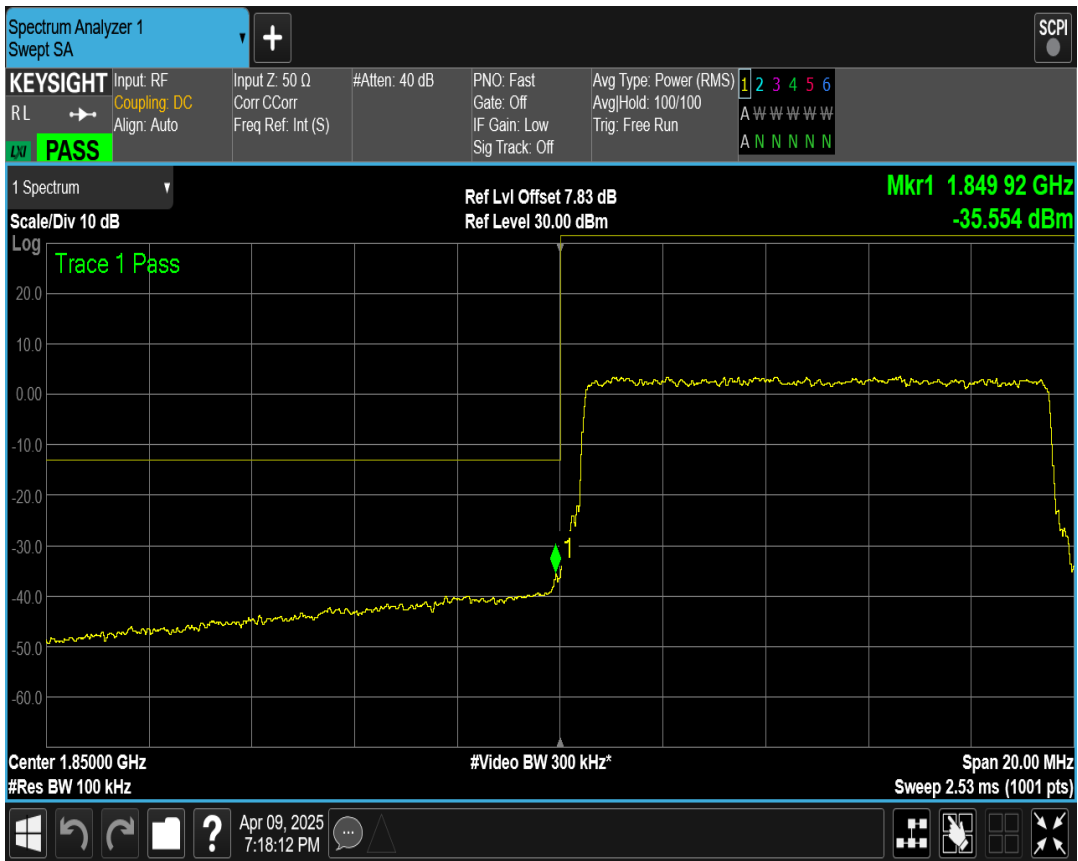 Spectrum Analyzer 1
Swept SA
+
SCPI
KEYSIGHT
RL
LXI PASS
Input: RF
Coupling: DC
Align: Auto
Input Z: 50 Ω
Corr CCorr
Freq Ref: Int (S)
#Atten: 40 dB
PNO: Fast
Gate: Off
IF Gain: Low
Sig Track: Off
Avg Type: Power (RMS)
Avg|Hold: 100/100
Trig: Free Run
1 2 3 4 5 6
A W W W W W
A N N N N N
1 Spectrum
Scale/Div 10 dB
Ref Lvl Offset 7.83 dB
Ref Level 30.00 dBm
Mkr1 1.849 92 GHz
-35.554 dBm
Log
Trace 1 Pass
20.0
10.0
0.00
-10.0
-20.0
-30.0
1
-40.0
-50.0
-60.0
Center 1.85000 GHz
#Video BW 300 kHz*
Span 20.00 MHz
#Res BW 100 kHz
Sweep 2.53 ms (1001 pts)
?
Apr 09, 2025
7:18:12 PM